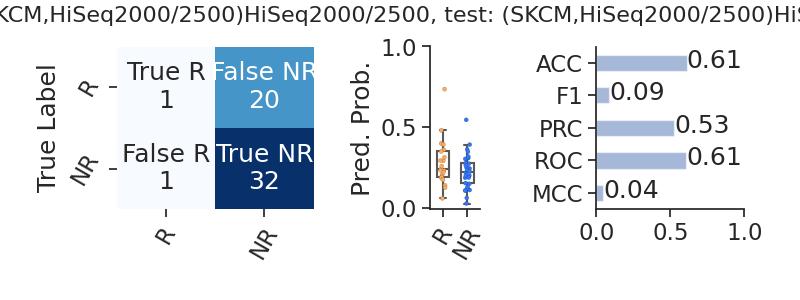 KCM,HiSeq2000/2500)HiSeq2000/2500, test: (SKCM,HiSeq2000/2500)HiS
True Label
R
NR
True R
1
False NR
20
False R
1
True NR
32
R
NR
Pred. Prob.
1.0
0.5
0.0
R
NR
ACC
F1
PRC
ROC
MCC
0.61
0.09
0.53
0.61
0.04
0.0
0.5
1.0